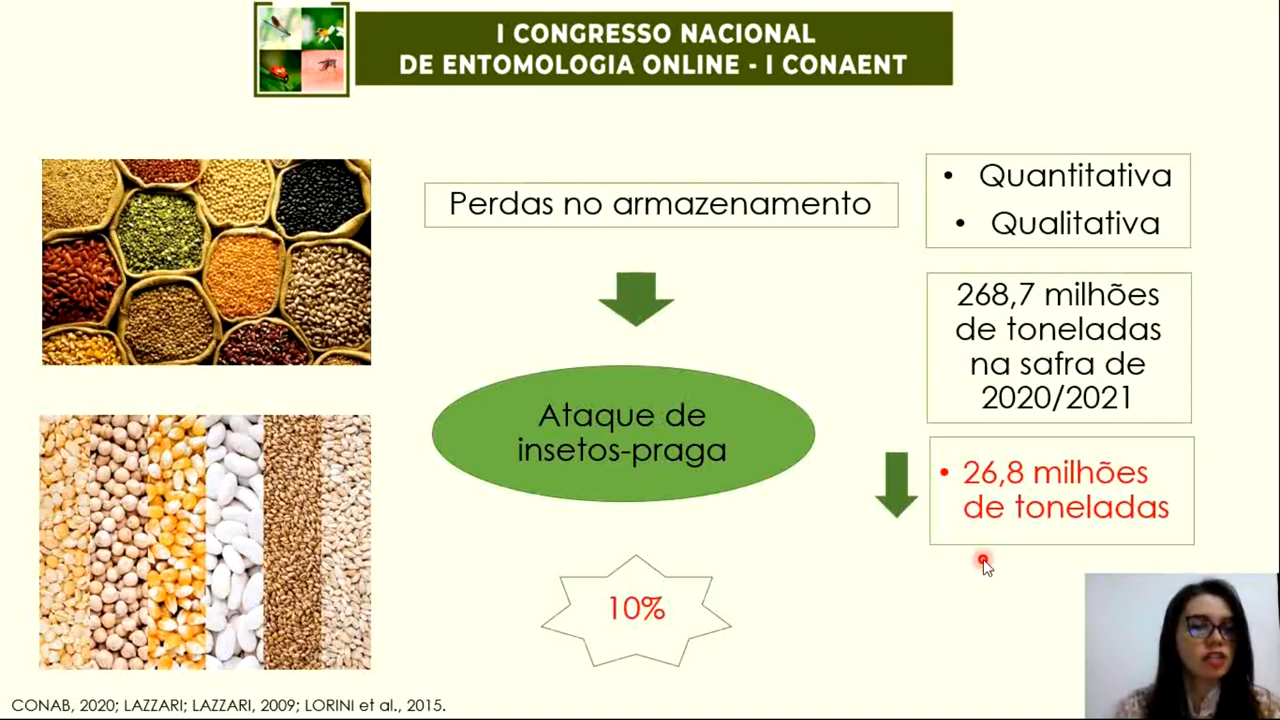 I CONGRESSO NACIONAL
DE ENTOMOLOGIA ONLINE - I CONAENT
Perdas no armazenamento
• Quantitativa
• Qualitativa
268,7 milhões
de toneladas
na safra de
2020/2021
Ataque de
insetos-praga
• 26,8 milhões
de toneladas
10%
CONAB, 2020; LAZZARI; LAZZARI, 2009; LORINI et al., 2015.